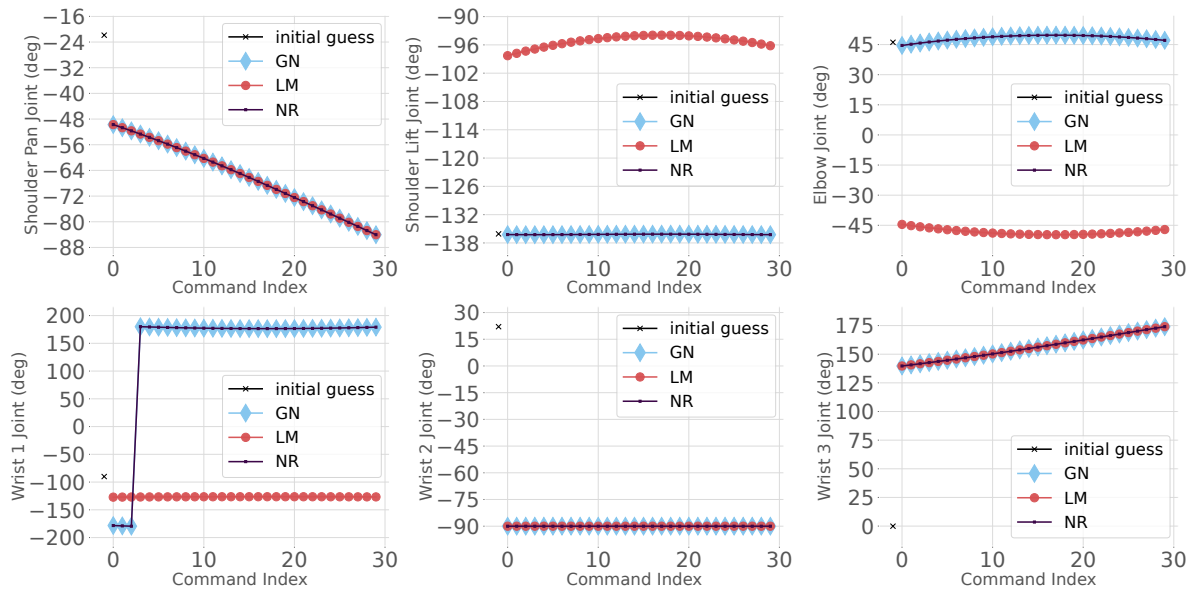 Shoulder Pan Joint (deg)
−16
−24
−32
−40
−48
−56
−64
−72
−80
−88
0
10
20
30
Command Index
initial guess
GN
LM
NR
Shoulder Lift Joint (deg)
−90
−96
−102
−108
−114
−120
−126
−132
−138
0
10
20
30
Command Index
initial guess
GN
LM
NR
Elbow Joint (deg)
45
30
15
0
−15
−30
−45
0
10
20
30
Command Index
initial guess
GN
LM
NR
Wrist 1 Joint (deg)
200
150
100
50
0
−50
−100
−150
−200
0
10
20
30
Command Index
initial guess
GN
LM
NR
Wrist 2 Joint (deg)
30
15
0
−15
−30
−45
−60
−75
−90
0
10
20
30
Command Index
initial guess
GN
LM
NR
Wrist 3 Joint (deg)
175
150
125
100
75
50
25
0
0
10
20
30
Command Index
initial guess
GN
LM
NR